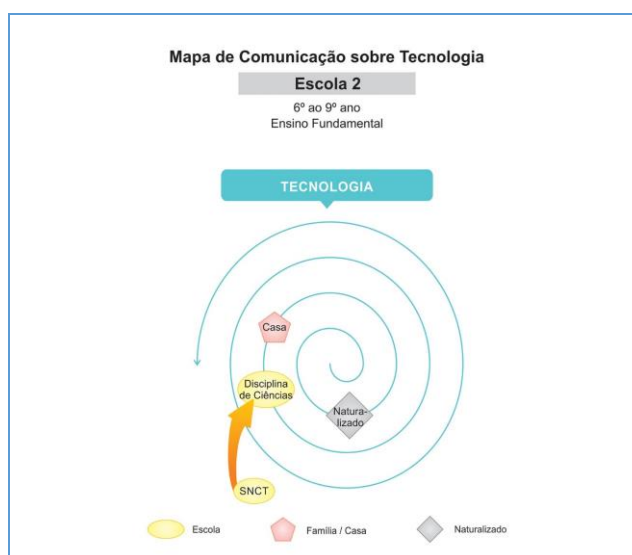 Mapa de Comunicação sobre Tecnologia
Escola 2
6º ao 9º ano
Ensino Fundamental
TECNOLOGIA
Casa
Disciplina
de Ciências
Natura-
lizado
SNCT
Escola
Família / Casa
Naturalizado